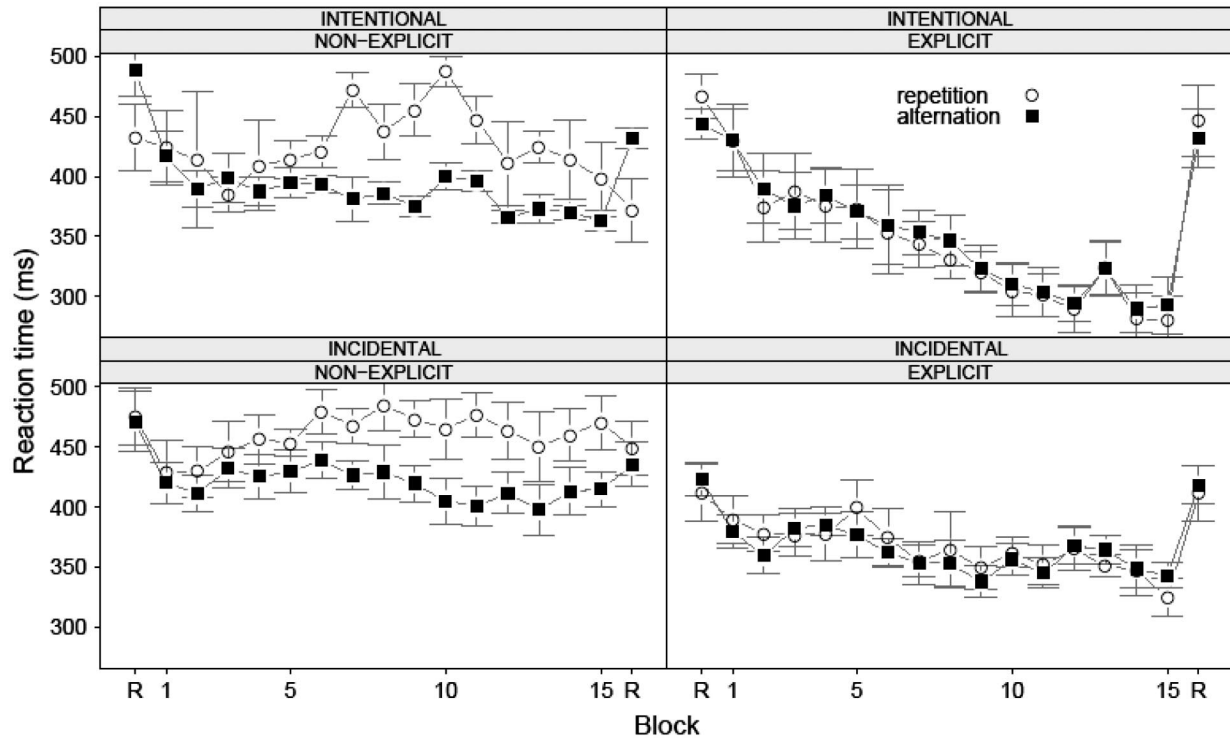 INTENTIONAL
NON-EXPLICIT
INTENTIONAL
EXPLICIT
500
450
400
350
300
repetition
alternation
INCIDENTAL
NON-EXPLICIT
INCIDENTAL
EXPLICIT
500
450
400
350
300
Reaction time (ms)
R 1 5 10 15 R
R 1 5 10 15 R
Block